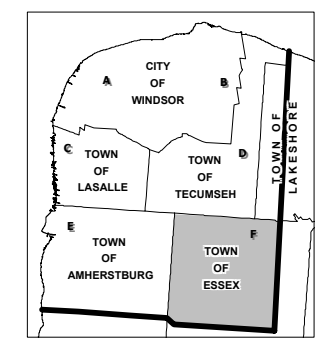 CITY
OF
WINDSOR
A
B
C
TOWN
OF
LASALLE
D
TOWN
OF
TECUMSEH
TOWN OF
LAKESHORE
E
TOWN
OF
AMHERSTBURG
F
TOWN
OF
ESSEX